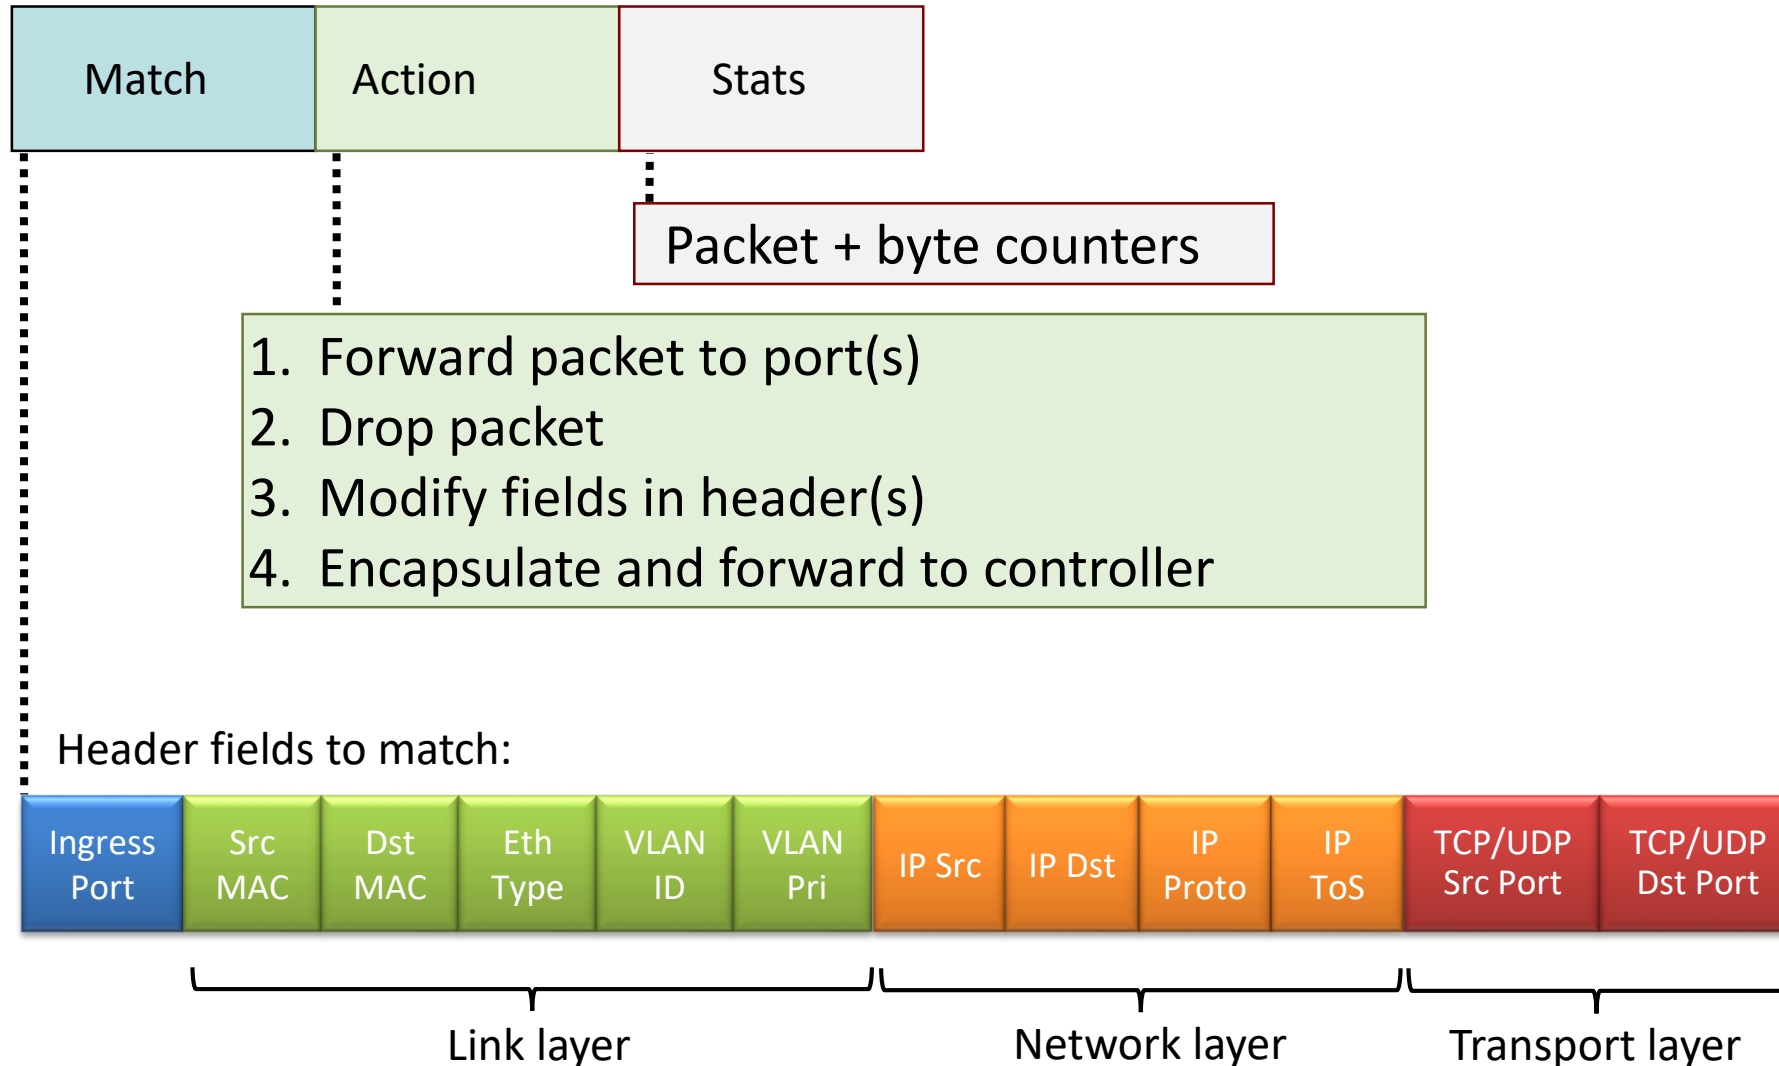 Match
Action
Stats
Packet + byte counters
1. Forward packet to port(s)
2. Drop packet
3. Modify fields in header(s)
4. Encapsulate and forward to controller
Header fields to match:
Ingress
Port
Src
MAC
Dst
MAC
Eth
Type
VLAN
ID
VLAN
Pri
IP Src
IP Dst
IP
Proto
IP
ToS
TCP/UDP
Src Port
TCP/UDP
Dst Port
Link layer
Network layer
Transport layer